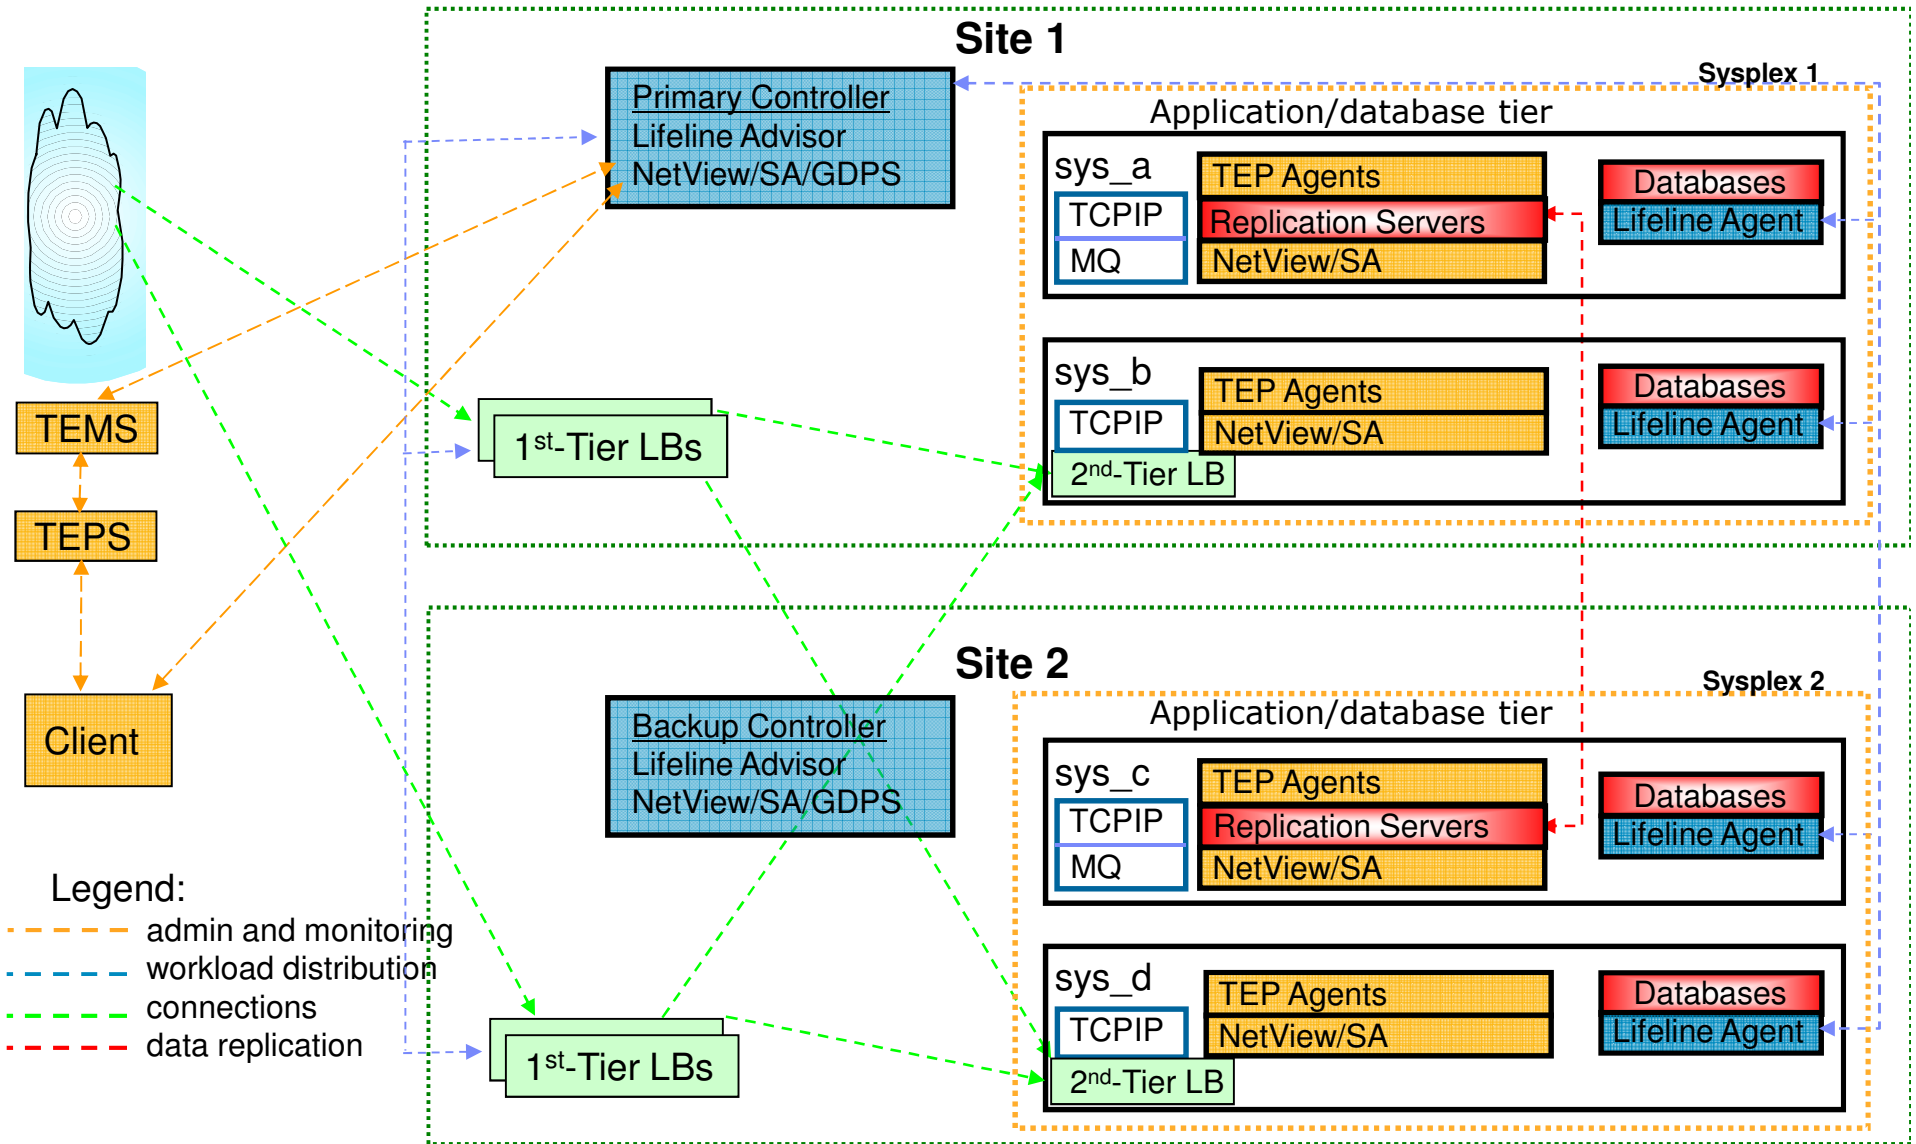 Site 1
Sysplex 1
Primary Controller
Lifeline Advisor
NetView/SA/GDPS
Application/database tier
sys_a
TCPIP
MQ
TEP Agents
Replication Servers
NetView/SA
Databases
Lifeline Agent
sys_b
TCPIP
2nd-Tier LB
TEP Agents
NetView/SA
Databases
Lifeline Agent
1st-Tier LBs
TEMS
TEPS
Client
Site 2
Sysplex 2
Backup Controller
Lifeline Advisor
NetView/SA/GDPS
Application/database tier
sys_c
TCPIP
MQ
TEP Agents
Replication Servers
NetView/SA
Databases
Lifeline Agent
sys_d
TCPIP
2nd-Tier LB
TEP Agents
NetView/SA
Databases
Lifeline Agent
1st-Tier LBs
Legend:
admin and monitoring
workload distribution
connections
data replication